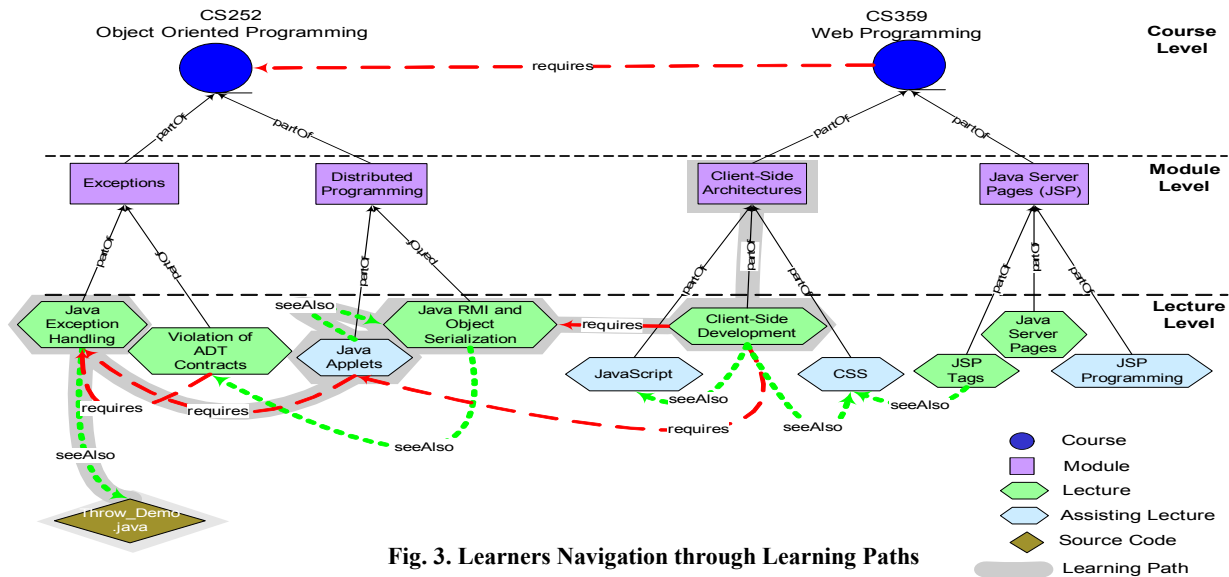 CS252
Object Oriented Programming
CS359
Web Programming
Course
Level
requires
partOf
partOf
partOf
partOf
Exceptions
Distributed
Programming
Client-Side
Architectures
Java Server
Pages (JSP)
Module
Level
partOf
partOf
partOf
partOf
partOf
partOf
partOf
partOf
partOf
partOf
Lecture
Level
seeAlso
Java
Exception
Handling
Violation of
ADT
Contracts
Java
Applets
Java RMI and
Object
Serialization
requires
Client-Side
Development
JavaScript
CSS
JSP
Tags
Java
Server
Pages
JSP
Programming
requires
requires
seeAlso
requires
seeAlso
seeAlso
seeAlso
seeAlso
Throw_Demo
.java
Course
Module
Lecture
Assisting Lecture
Source Code
Learning Path
Fig. 3. Learners Navigation through Learning Paths